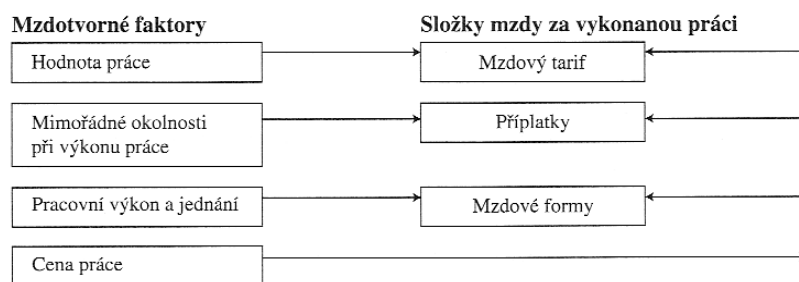 Mzdotvorné faktory
Složky mzdy za vykonanou práci
Hodnota práce
Mzdový tarif
Mimořádné okolnosti
při výkonu práce
Příplatky
Pracovní výkon a jednání
Mzdové formy
Cena práce